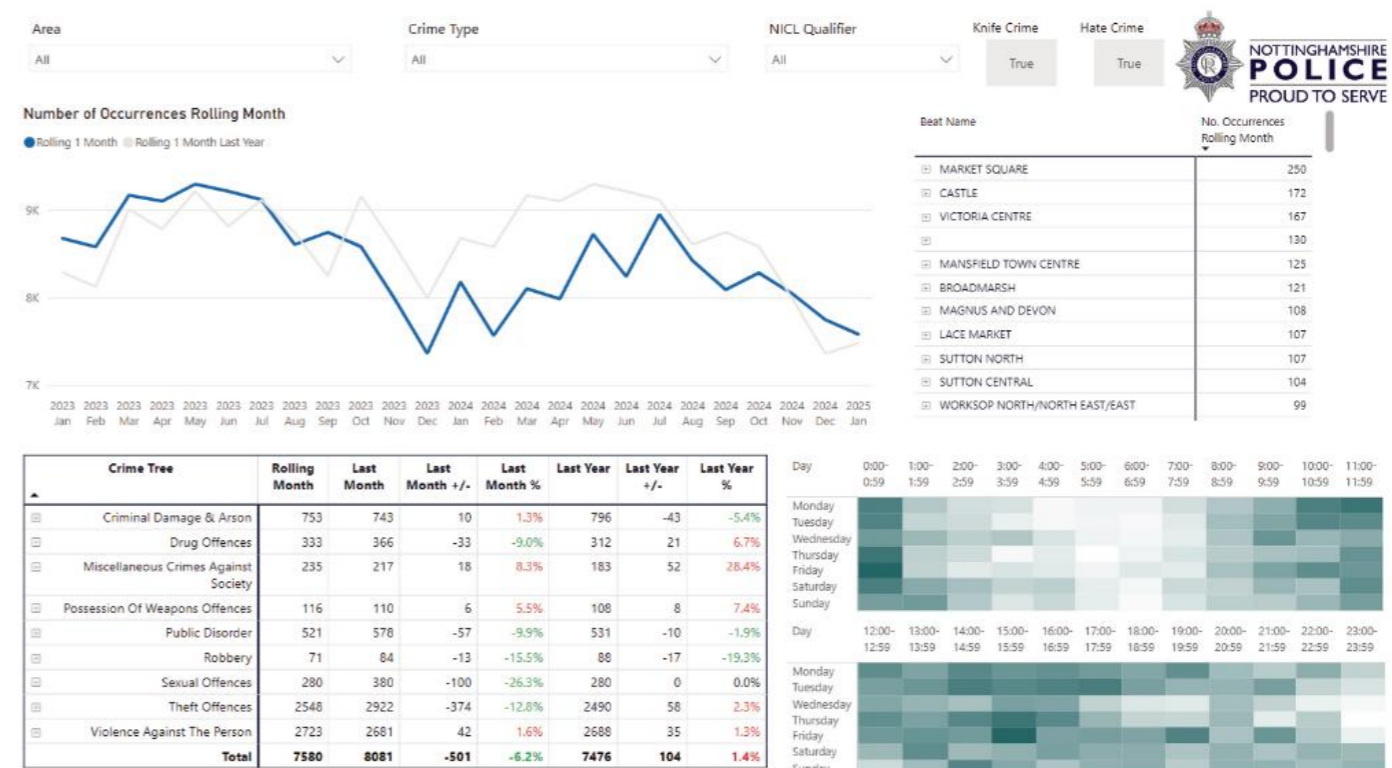 Area
Crime Type
NICL Qualifier
Knife Crime
Hate Crime
All
All
All
True
True
NOTTINGHAMSHIRE
POLICE
PROUD TO SERVE
Number of Occurrences Rolling Month
Rolling 1 Month Rolling 1 Month Last Year
9K
8K
7K
2023 2023 2023 2023 2023 2023 2023 2023 2023 2023 2023 2023 2024 2024 2024 2024 2024 2024 2024 2024 2024 2024 2024 2024 2025
Jan Feb Mar Apr May Jun Jul Aug Sep Oct Nov Dec Jan Feb Mar Apr May Jun Jul Aug Sep Oct Nov Dec Jan
Beat Name No. Occurrences
Rolling Month
MARKET SQUARE 250
CASTLE 172
VICTORIA CENTRE 167
130
MANSFIELD TOWN CENTRE 125
BROADMARSH 121
MAGNUS AND DEVON 108
LACE MARKET 107
SUTTON NORTH 107
SUTTON CENTRAL 104
WORKSOP NORTH/NORTH EAST/EAST 99
Crime Tree Rolling Last Last Last Last Year Last Year Last Year
Month Month Month +/- Month % +/- %
Criminal Damage & Arson 753 743 10 1.3% 796 -43 -5.4%
Drug Offences 333 366 -33 -9.0% 312 21 6.7%
Miscellaneous Crimes Against 235 217 18 8.3% 183 52 28.4%
Society
Possession Of Weapons Offences 116 110 6 5.5% 108 8 7.4%
Public Disorder 521 578 -57 -9.9% 531 -10 -1.9%
Robbery 71 84 -13 -15.5% 88 -17 -19.3%
Sexual Offences 280 380 -100 -26.3% 280 0 0.0%
Theft Offences 2548 2922 -374 -12.8% 2490 58 2.3%
Violence Against The Person 2723 2681 42 1.6% 2688 35 1.3%
Total 7580 8081 -501 -6.2% 7476 104 1.4%
Day 0:00- 1:00- 2:00- 3:00- 4:00- 5:00- 6:00- 7:00- 8:00- 9:00- 10:00- 11:00-
0:59 1:59 2:59 3:59 4:59 5:59 6:59 7:59 8:59 9:59 10:59 11:59
Monday
Tuesday
Wednesday
Thursday
Friday
Saturday
Sunday
Day 12:00- 13:00- 14:00- 15:00- 16:00- 17:00- 18:00- 19:00- 20:00- 21:00- 22:00- 23:00-
12:59 13:59 14:59 15:59 16:59 17:59 18:59 19:59 20:59 21:59 22:59 23:59
Monday
Tuesday
Wednesday
Thursday
Friday
Saturday